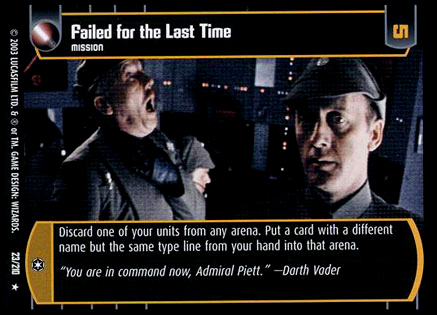 Failed for the Last Time
MISSION
5
Discard one of your units from any arena. Put a card with a different
name but the same type line from your hand into that arena.
"You are in command now, Admiral Piett." —Darth Vader
© 2003 LUCASFILM LTD. & ® or TM. GAME DESIGN: WIZARDS.
23/210